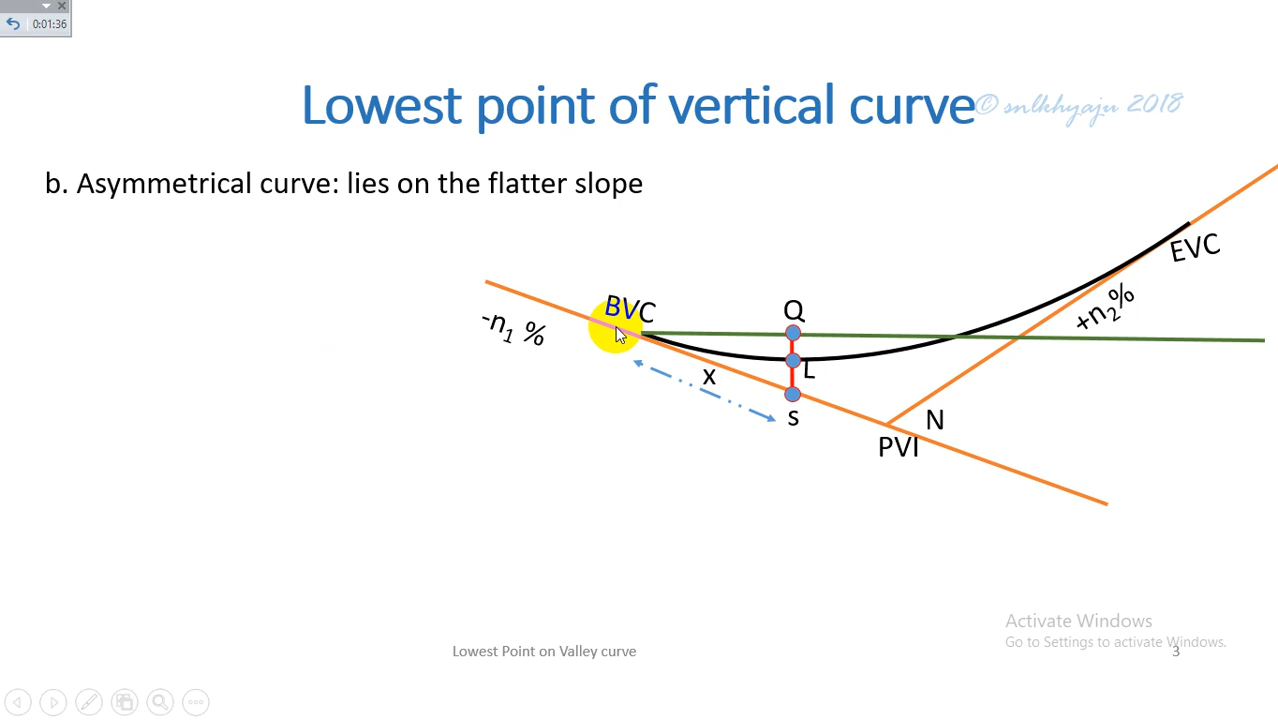 0:01:36
Lowest point of vertical curve
© snlkhyaju 2018
b. Asymmetrical curve: lies on the flatter slope
EVC
BVC
Q
-n1 %
+n2%
x
L
s
N
PVI
Activate Windows
Go to Settings to activate Windows.
Lowest Point on Valley curve
3